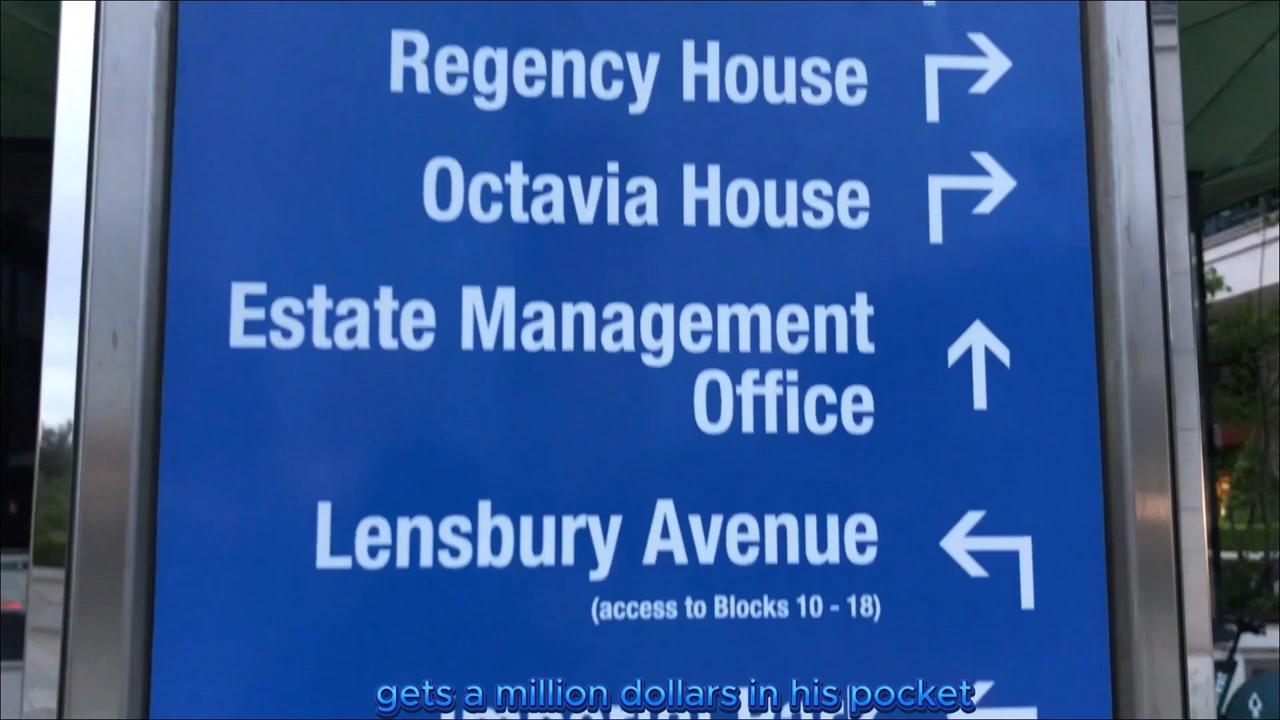 Regency House
Octavia House
Estate Management
Office
Lensbury Avenue
(access to Blocks 10 - 18)
gets a million dollars in his pocket